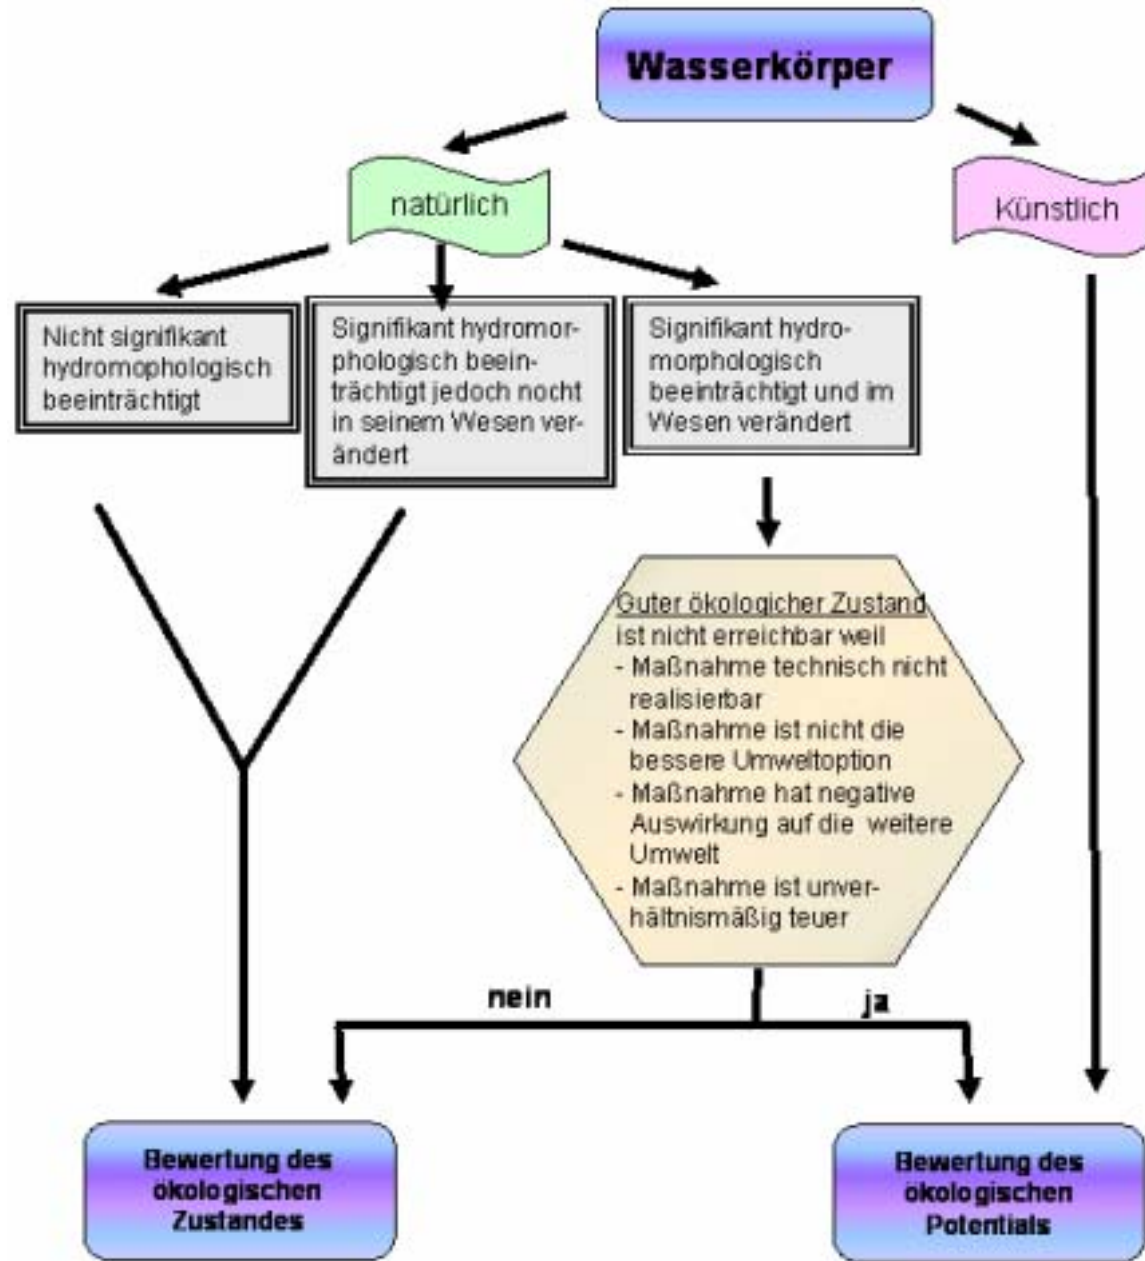 Wasserkörper
natürlich
Künstlich
Nicht signifikant
hydromophologisch
beeinträchtigt
Signifikant hydromor-
phologisch beein-
trächtigt jedoch nocht
in seinem Wesen ver-
ändert
Signifikant hydro-
morphologisch
beeinträchtigt und im
Wesen verändert
Guter ökologicher Zustand
ist nicht erreichbar weil
- Maßnahme technisch nicht
realisierbar
- Maßnahme ist nicht die
bessere Umweltoption
- Maßnahme hat negative
Auswirkung auf die weitere
Umwelt
- Maßnahme ist unver-
hältnismäßig teuer
nein
ja
Bewertung des
ökologischen
Zustandes
Bewertung des
ökologischen
Potentials